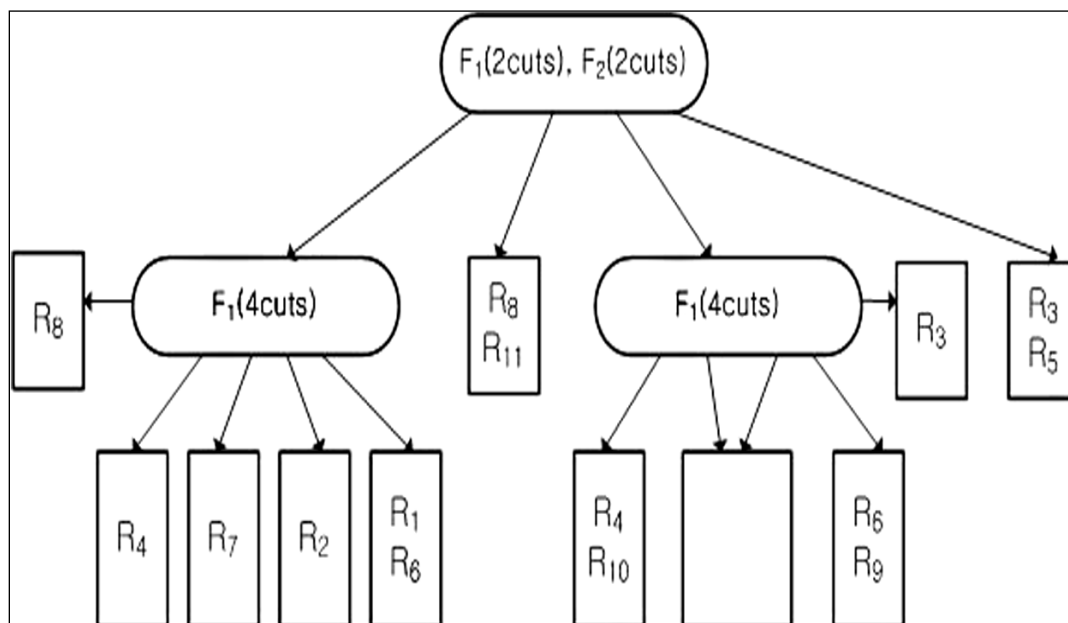 F₁(2cuts), F₂(2cuts)
R₈
F₁(4cuts)
R₈
R₁₁
F₁(4cuts)
R₃
R₃
R₅
R₄
R₇
R₂
R₁
R₆
R₄
R₁₀
R₆
R₉